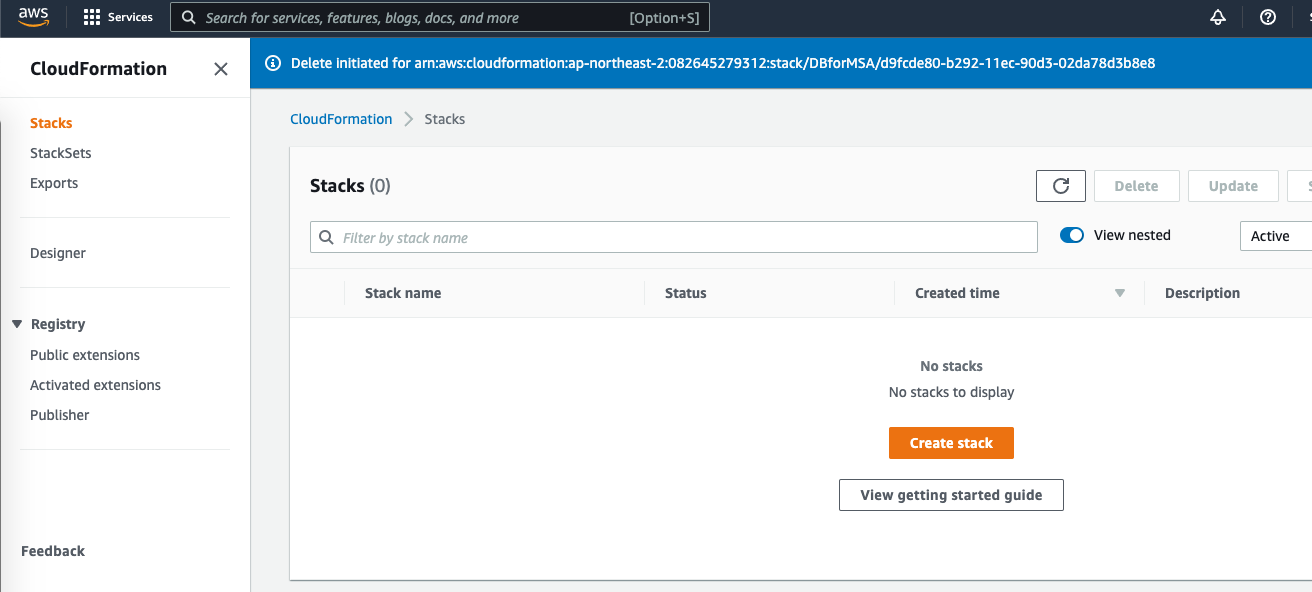 aws Services Search for services, features, blogs, docs, and more [Option+S]
CloudFormation
Delete initiated for arn:aws:cloudformation:ap-northeast-2:082645279312:stack/DBforMSA/d9fcde80-b292-11ec-90d3-02da78d3b8e8
Stacks
StackSets
Exports
Designer
Registry
Public extensions
Activated extensions
Publisher
Feedback
CloudFormation Stacks
Stacks (0)
Delete Update
Filter by stack name View nested Active
Stack name Status Created time Description
No stacks
No stacks to display
Create stack
View getting started guide